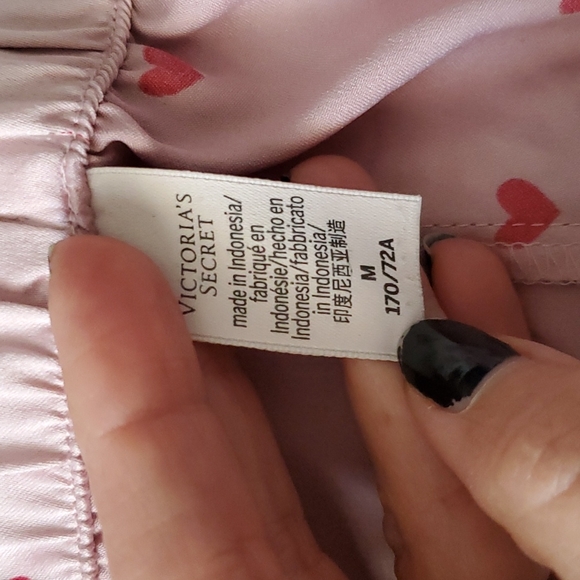 VICTORIA'S
SECRET
made in Indonesia/
fabriqué en
Indonésie/hecho en
Indonesia/fabbricato
in Indonesia/
印度尼西亚制造
M
170/72A